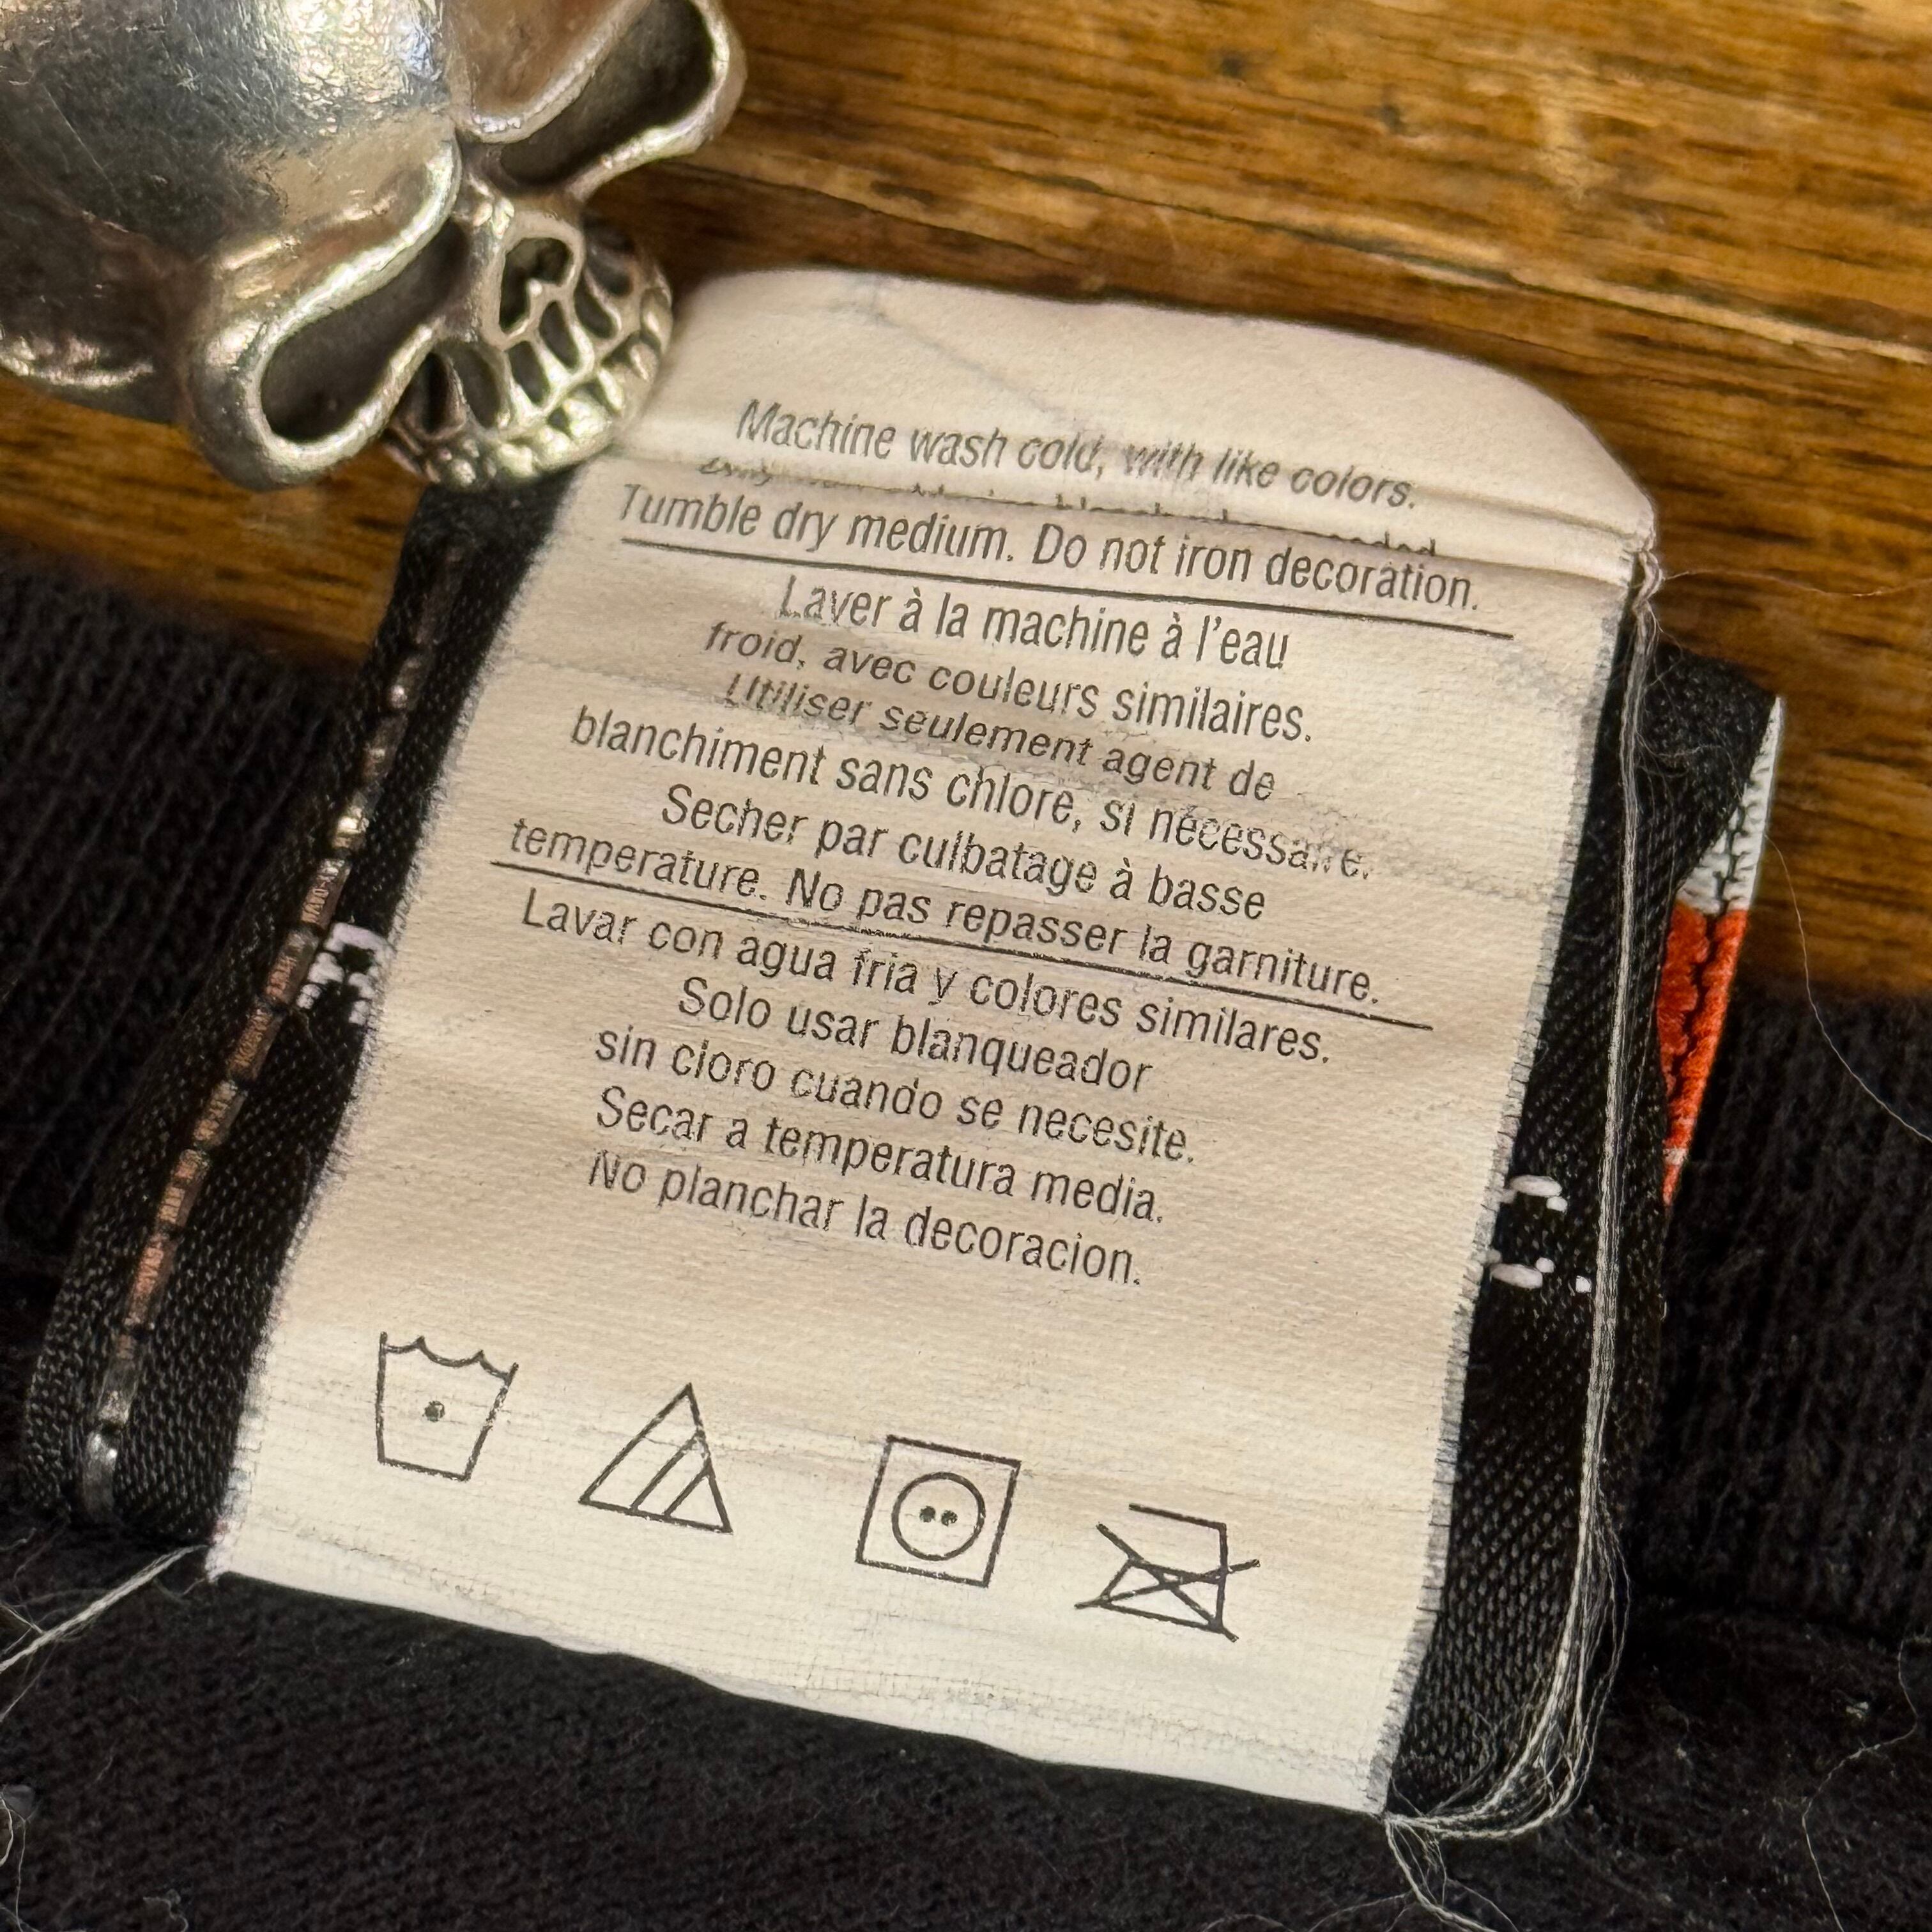 Machine wash cold, with like colors.
Tumble dry medium. Do not iron decoration.
Laver à la machine à l'eau
froid, avec couleurs similaires.
Utiliser seulement agent de
blanchiment sans chlore, si nécessaire.
Secher par culbatage à basse
temperature. No pas repasser la garniture.
Lavar con agua fria y colores similares.
Solo usar blanqueador
sin cloro cuando se necesite.
Secar a temperatura media.
No planchar la decoracion.